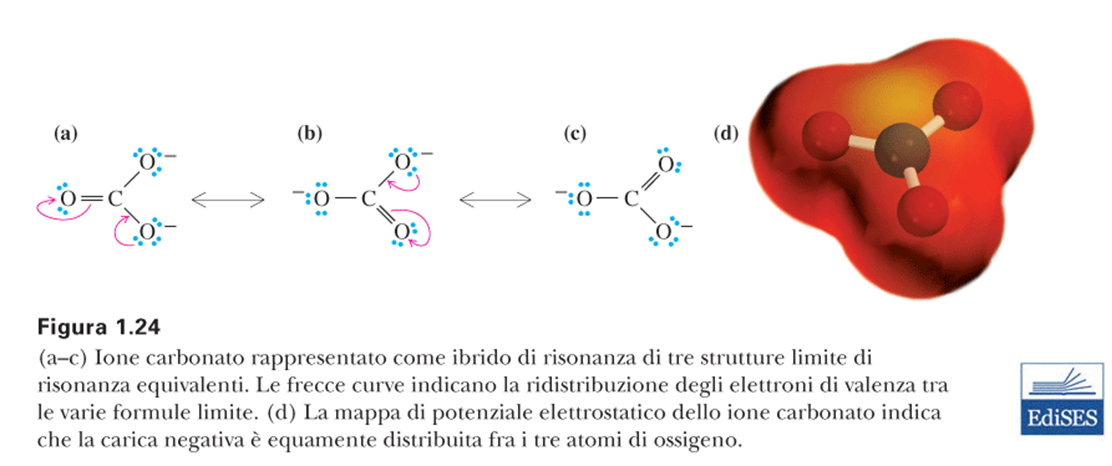 (a) (b) (c) (d)
O=C O– O–
–O–C O– O
–O–C O O–
Figura 1.24
(a–c) Ione carbonato rappresentato come ibrido di risonanza di tre strutture limite di
risonanza equivalenti. Le frecce curve indicano la ridistribuzione degli elettroni di valenza tra
le varie formule limite. (d) La mappa di potenziale elettrostatico dello ione carbonato indica
che la carica negativa è equamente distribuita fra i tre atomi di ossigeno.
EdiSES